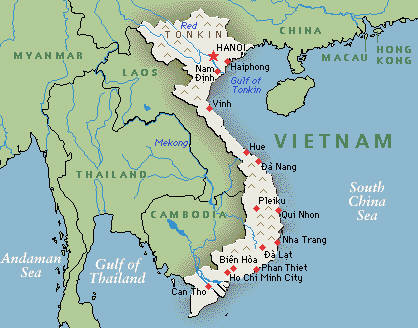 Red
CHINA
TONKIN
HANOI
MYANMAR
MACAU
HONG
KONG
LAOS
Haiphong
Nam
Dinh
Gulf of
Tonkin
Vinh
Mekong
Hue
VIETNAM
Đà Nang
THAILAND
South
China
Sea
Pleiku
CAMBODIA
Qui Nhon
Nha Trang
Andaman
Sea
Gulf of
Thailand
Đà Lạt
Biên Hòa
Phan Thiet
Ho Chi Minh City
Can Tho